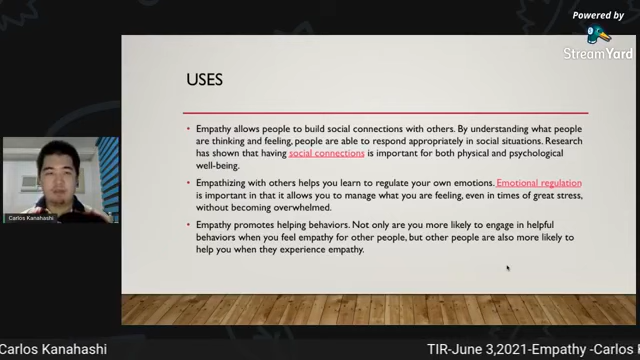 Powered by
StreamYard
USES
• Empathy allows people to build social connections with others. By understanding what people
are thinking and feeling, people are able to respond appropriately in social situations. Research
has shown that having social connections is important for both physical and psychological
well-being.
• Empathizing with others helps you learn to regulate your own emotions. Emotional regulation
is important in that it allows you to manage what you are feeling, even in times of great stress,
without becoming overwhelmed.
• Empathy promotes helping behaviors. Not only are you more likely to engage in helpful
behaviors when you feel empathy for other people, but other people are also more likely to
help you when they experience empathy.
Carlos Kanahashi
Carlos Kanahashi
TIR-June 3,2021-Empathy -Carlos